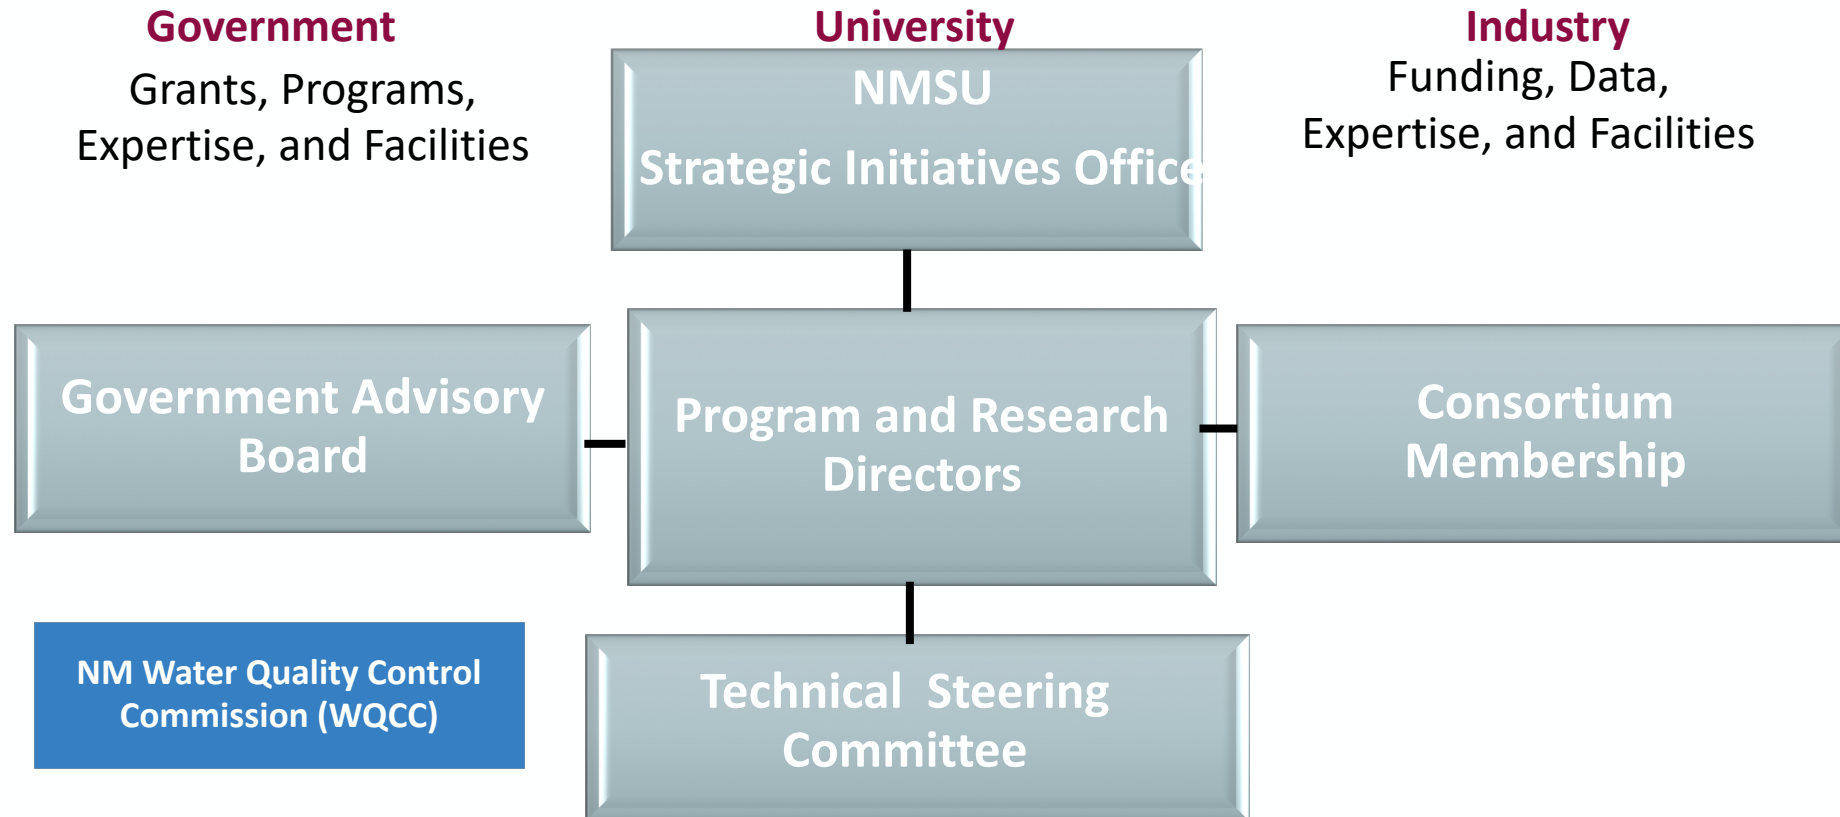 Government
Grants, Programs,
Expertise, and Facilities
University
NMSU
Strategic Initiatives Office
Industry
Funding, Data,
Expertise, and Facilities
Government Advisory
Board
Program and Research
Directors
Consortium
Membership
NM Water Quality Control
Commission (WQCC)
Technical  Steering
Committee